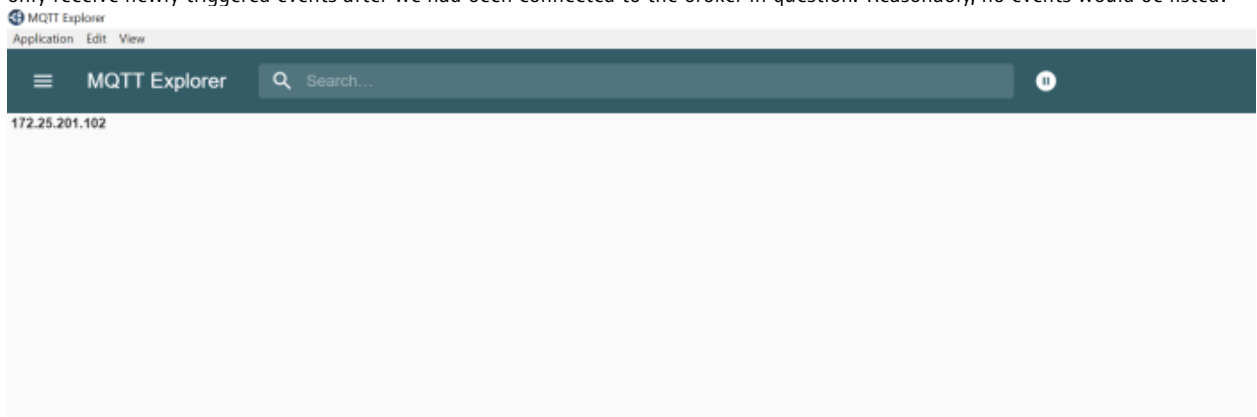 only receive newly triggered events after we had been connected to the broker in question. Reasonably, no events would be listed.
MQTT Explorer
Application Edit View
MQTT Explorer
Search...
172.25.201.102